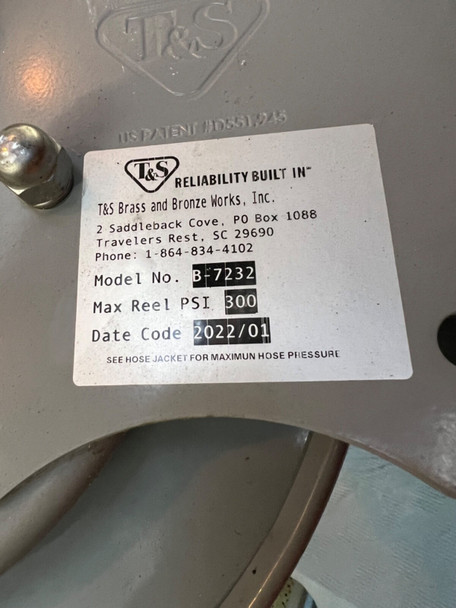 T&S
US PATENT #D551,245
T&S RELIABILITY BUILT IN™
T&S Brass and Bronze Works, Inc.
2 Saddleback Cove, PO Box 1088
Travelers Rest, SC 29690
Phone: 1-864-834-4102
Model No. B-7232
Max Reel PSI 300
Date Code 2022/01
SEE HOSE JACKET FOR MAXIMUN HOSE PRESSURE